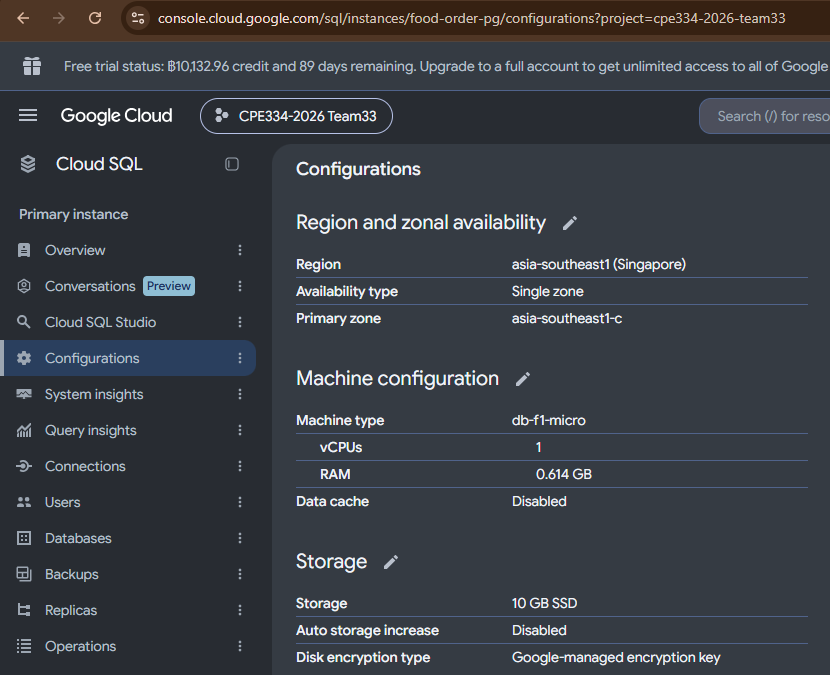 console.cloud.google.com/sql/instances/food-order-pg/configurations?project=cpe334-2026-team33
Free trial status: ฿10,132.96 credit and 89 days remaining. Upgrade to a full account to get unlimited access to all of Google
Google Cloud
CPE334-2026 Team33
Search (/) for reso
Cloud SQL
Primary instance
Overview
Conversations Preview
Cloud SQL Studio
Configurations
System insights
Query insights
Connections
Users
Databases
Backups
Replicas
Operations
Configurations
Region and zonal availability
Region asia-southeast1 (Singapore)
Availability type Single zone
Primary zone asia-southeast1-c
Machine configuration
Machine type db-f1-micro
vCPUs 1
RAM 0.614 GB
Data cache Disabled
Storage
Storage 10 GB SSD
Auto storage increase Disabled
Disk encryption type Google-managed encryption key